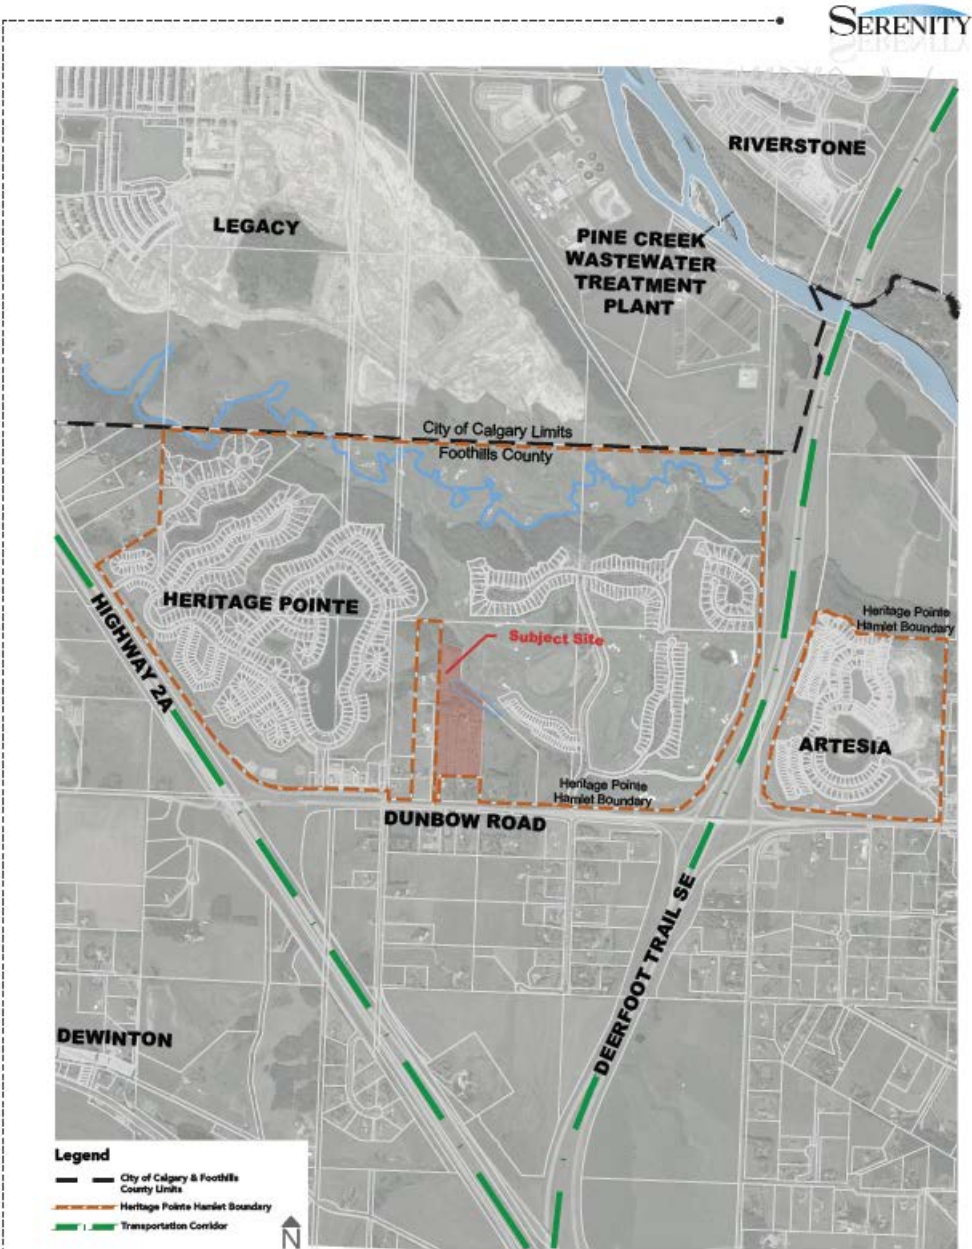 SERENITY
RIVERSTONE
LEGACY
PINE CREEK
WASTEWATER
TREATMENT
PLANT
City of Calgary Limits
Foothills County
HERITAGE POINTE
Heritage Pointe
Hamlet Boundary
Subject Site
HIGHWAY 2A
ARTESIA
Heritage Pointe
Hamlet Boundary
DUNBOW ROAD
DEERFOOT TRAIL SE
DEWINTON
Legend
City of Calgary & Foothills
County Limits
Heritage Pointe Hamlet Boundary
Transportation Corridor
N